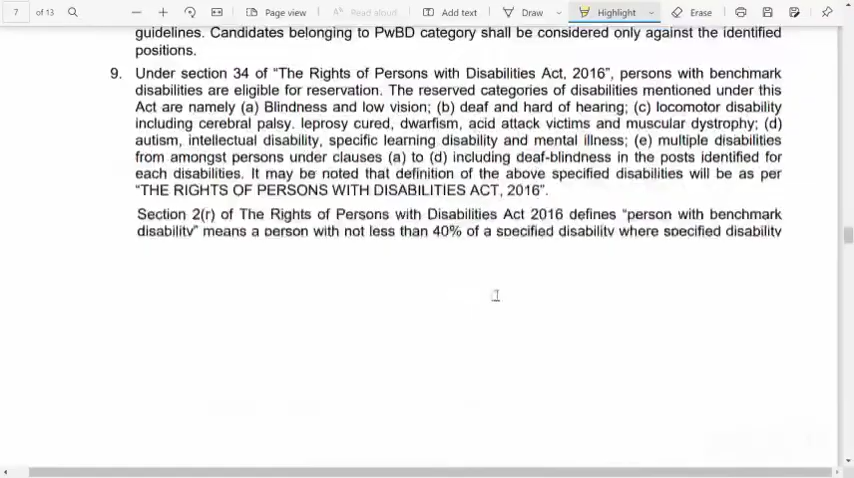 7 of 13 Page view Read aloud Add text Draw Highlight Erase
guidelines. Candidates belonging to PwBD category shall be considered only against the identified
positions.
9. Under section 34 of “The Rights of Persons with Disabilities Act, 2016”, persons with benchmark
disabilities are eligible for reservation. The reserved categories of disabilities mentioned under this
Act are namely (a) Blindness and low vision; (b) deaf and hard of hearing; (c) locomotor disability
including cerebral palsy. leprosy cured, dwarfism, acid attack victims and muscular dystrophy; (d)
autism, intellectual disability, specific learning disability and mental illness; (e) multiple disabilities
from amongst persons under clauses (a) to (d) including deaf-blindness in the posts identified for
each disabilities. It may be noted that definition of the above specified disabilities will be as per
“THE RIGHTS OF PERSONS WITH DISABILITIES ACT, 2016”.
Section 2(r) of The Rights of Persons with Disabilities Act 2016 defines “person with benchmark
disability” means a person with not less than 40% of a specified disability where specified disability